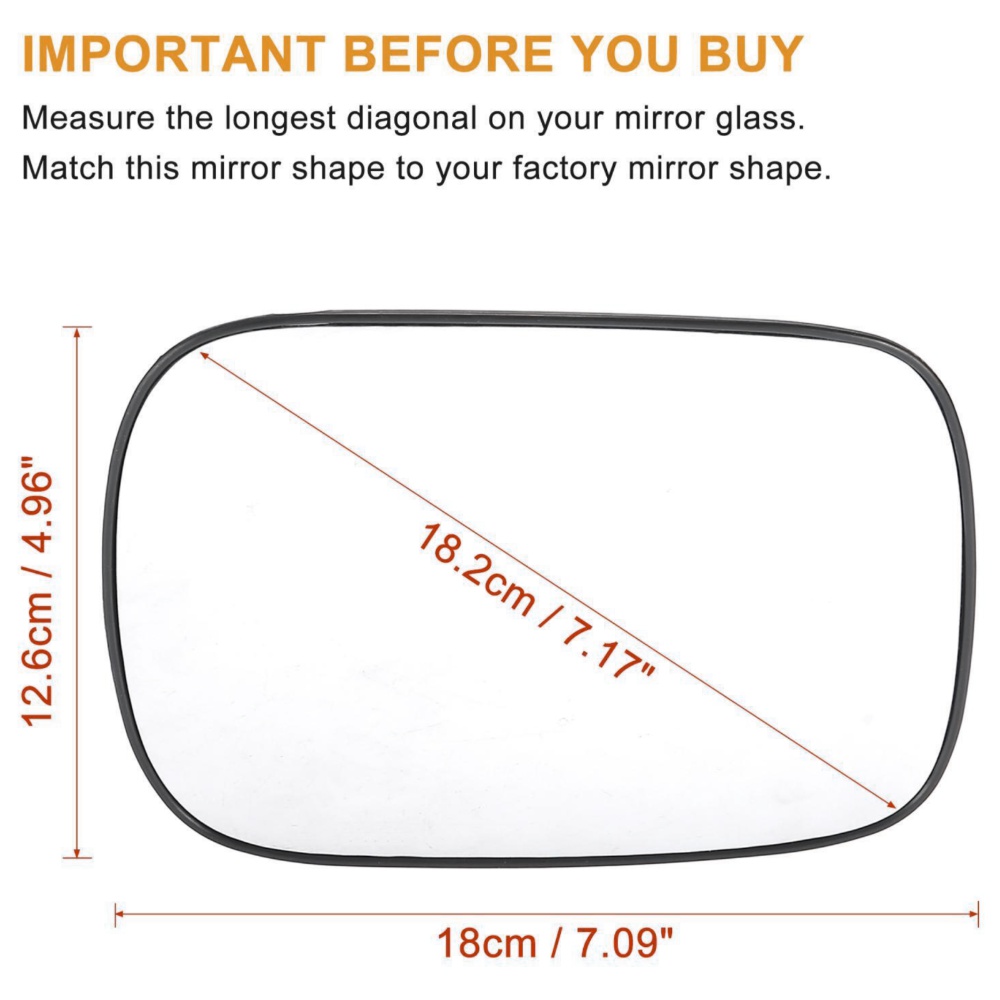 IMPORTANT BEFORE YOU BUY
Measure the longest diagonal on your mirror glass.
Match this mirror shape to your factory mirror shape.
12.6cm / 4.96"
18.2cm / 7.17"
18cm / 7.09"